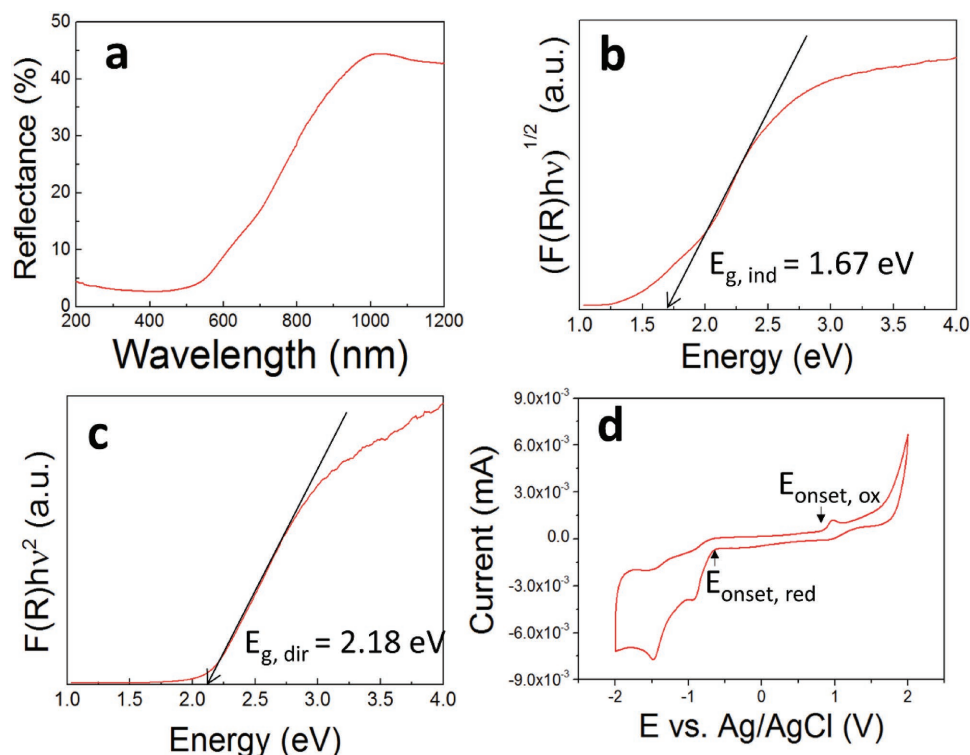 a
Reflectance (%)
50
40
30
20
10
0
200 400 600 800 1000 1200
Wavelength (nm)
b
(F(R)hν)^1/2 (a.u.)
E_g, ind = 1.67 eV
1.0 1.5 2.0 2.5 3.0 3.5 4.0
Energy (eV)
c
F(R)hν² (a.u.)
E_g, dir = 2.18 eV
1.0 1.5 2.0 2.5 3.0 3.5 4.0
Energy (eV)
d
Current (mA)
9.0x10⁻³
6.0x10⁻³
3.0x10⁻³
0.0
-3.0x10⁻³
-6.0x10⁻³
-9.0x10⁻³
E_onset, ox
E_onset, red
-2 -1 0 1 2
E vs. Ag/AgCl (V)